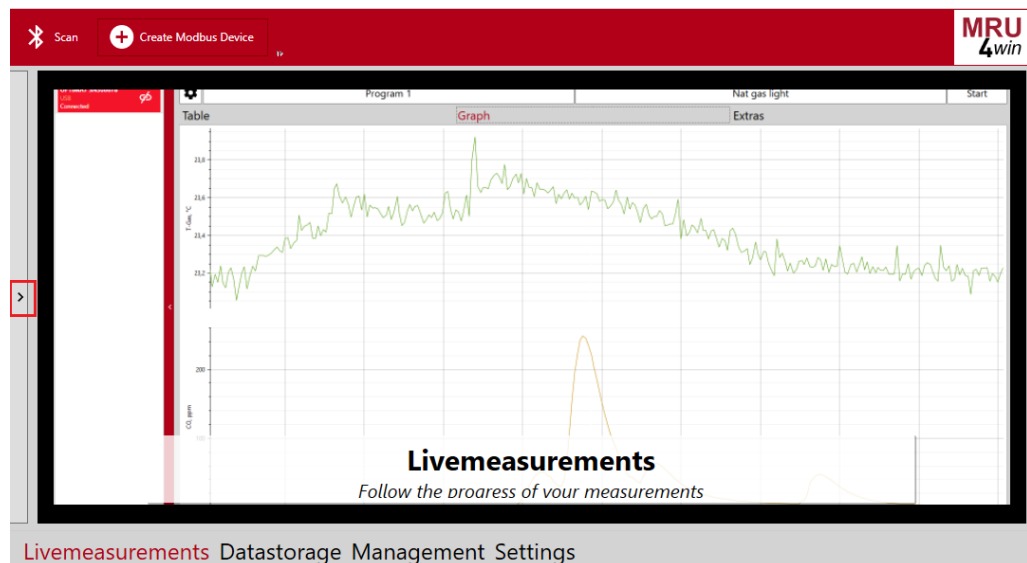 Scan
Create Modbus Device
MRU
4win
USB
Connected
Program 1
Nat gas light
Start
Table
Graph
Extras
21,8
21,6
T-Gas, °C
21,4
21,2
200
CO, ppm
100
Livemeasurements
Follow the progress of your measurements
Livemeasurements Datastorage Management Settings